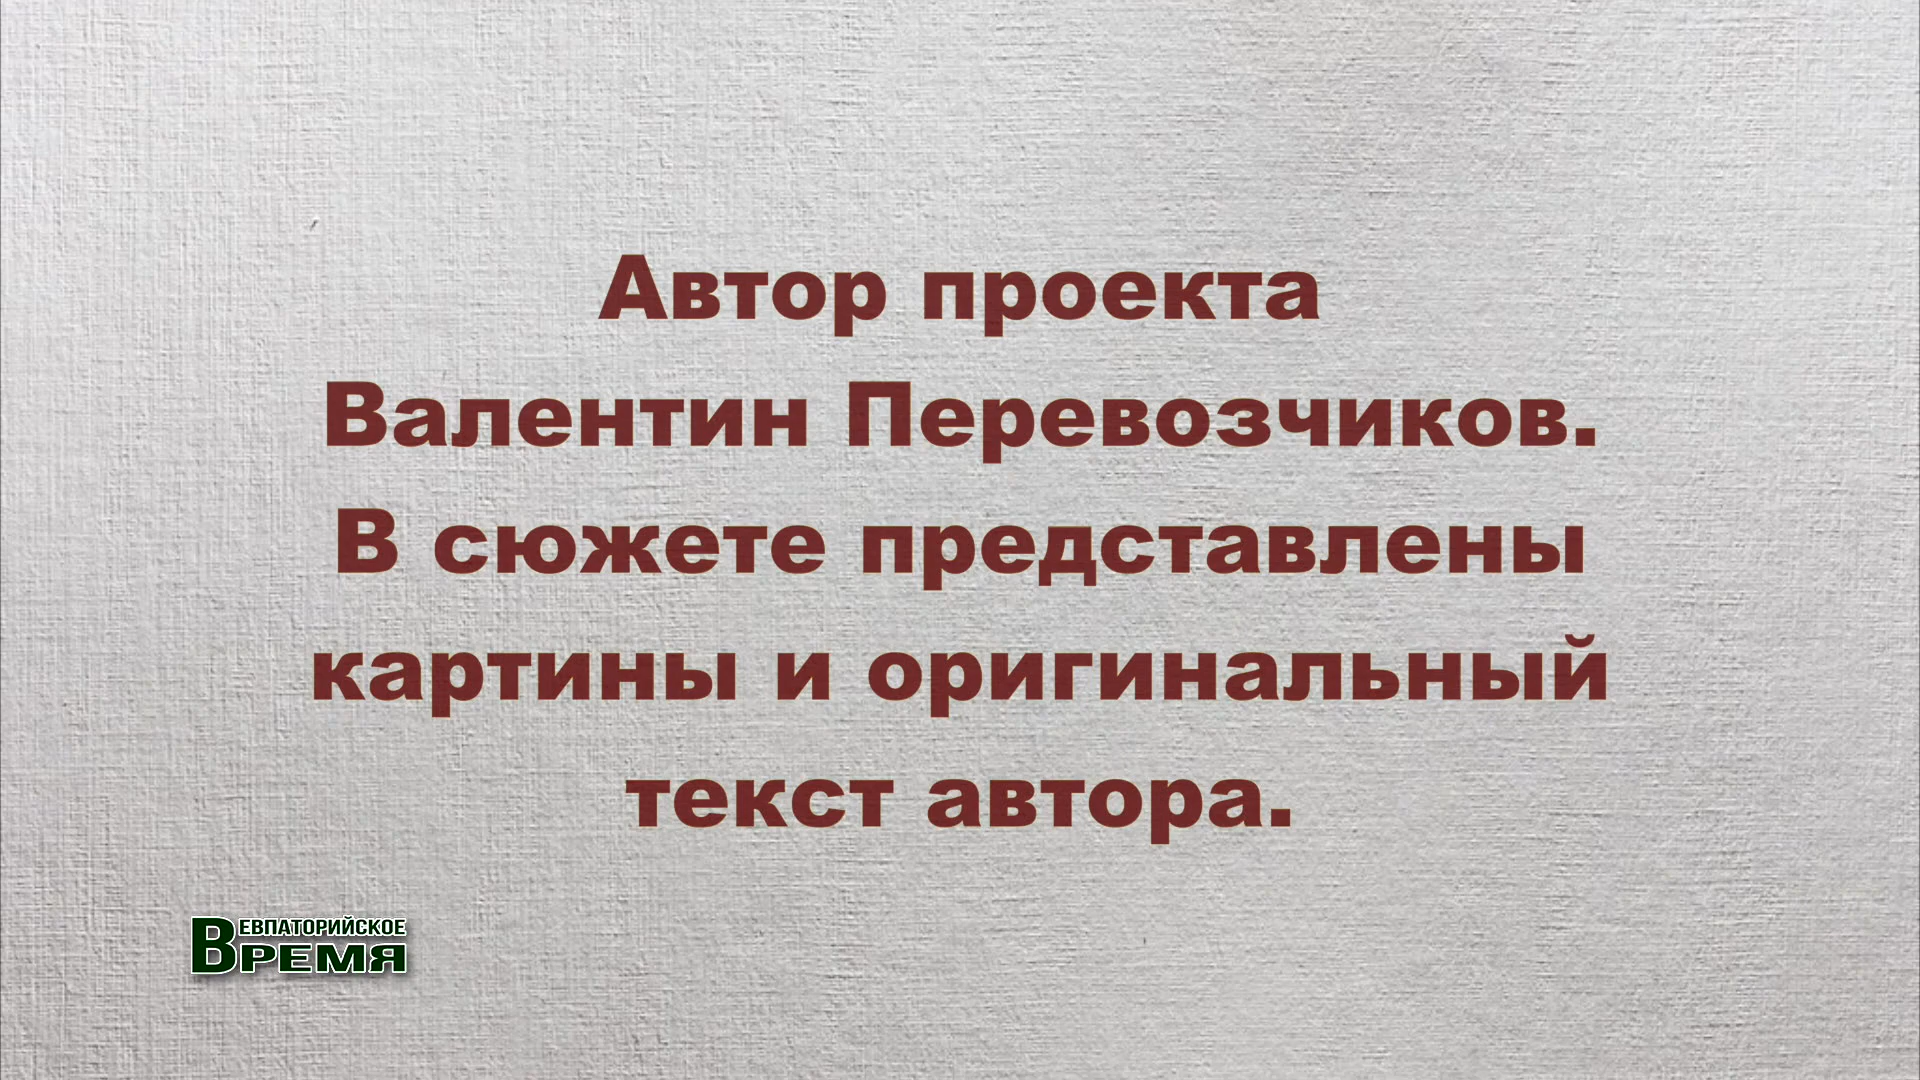 Автор проекта
Валентин Перевозчиков.
В сюжете представлены
картины и оригинальный
текст автора.
ЕВПАТОРИЙСКОЕ
ВРЕМЯ